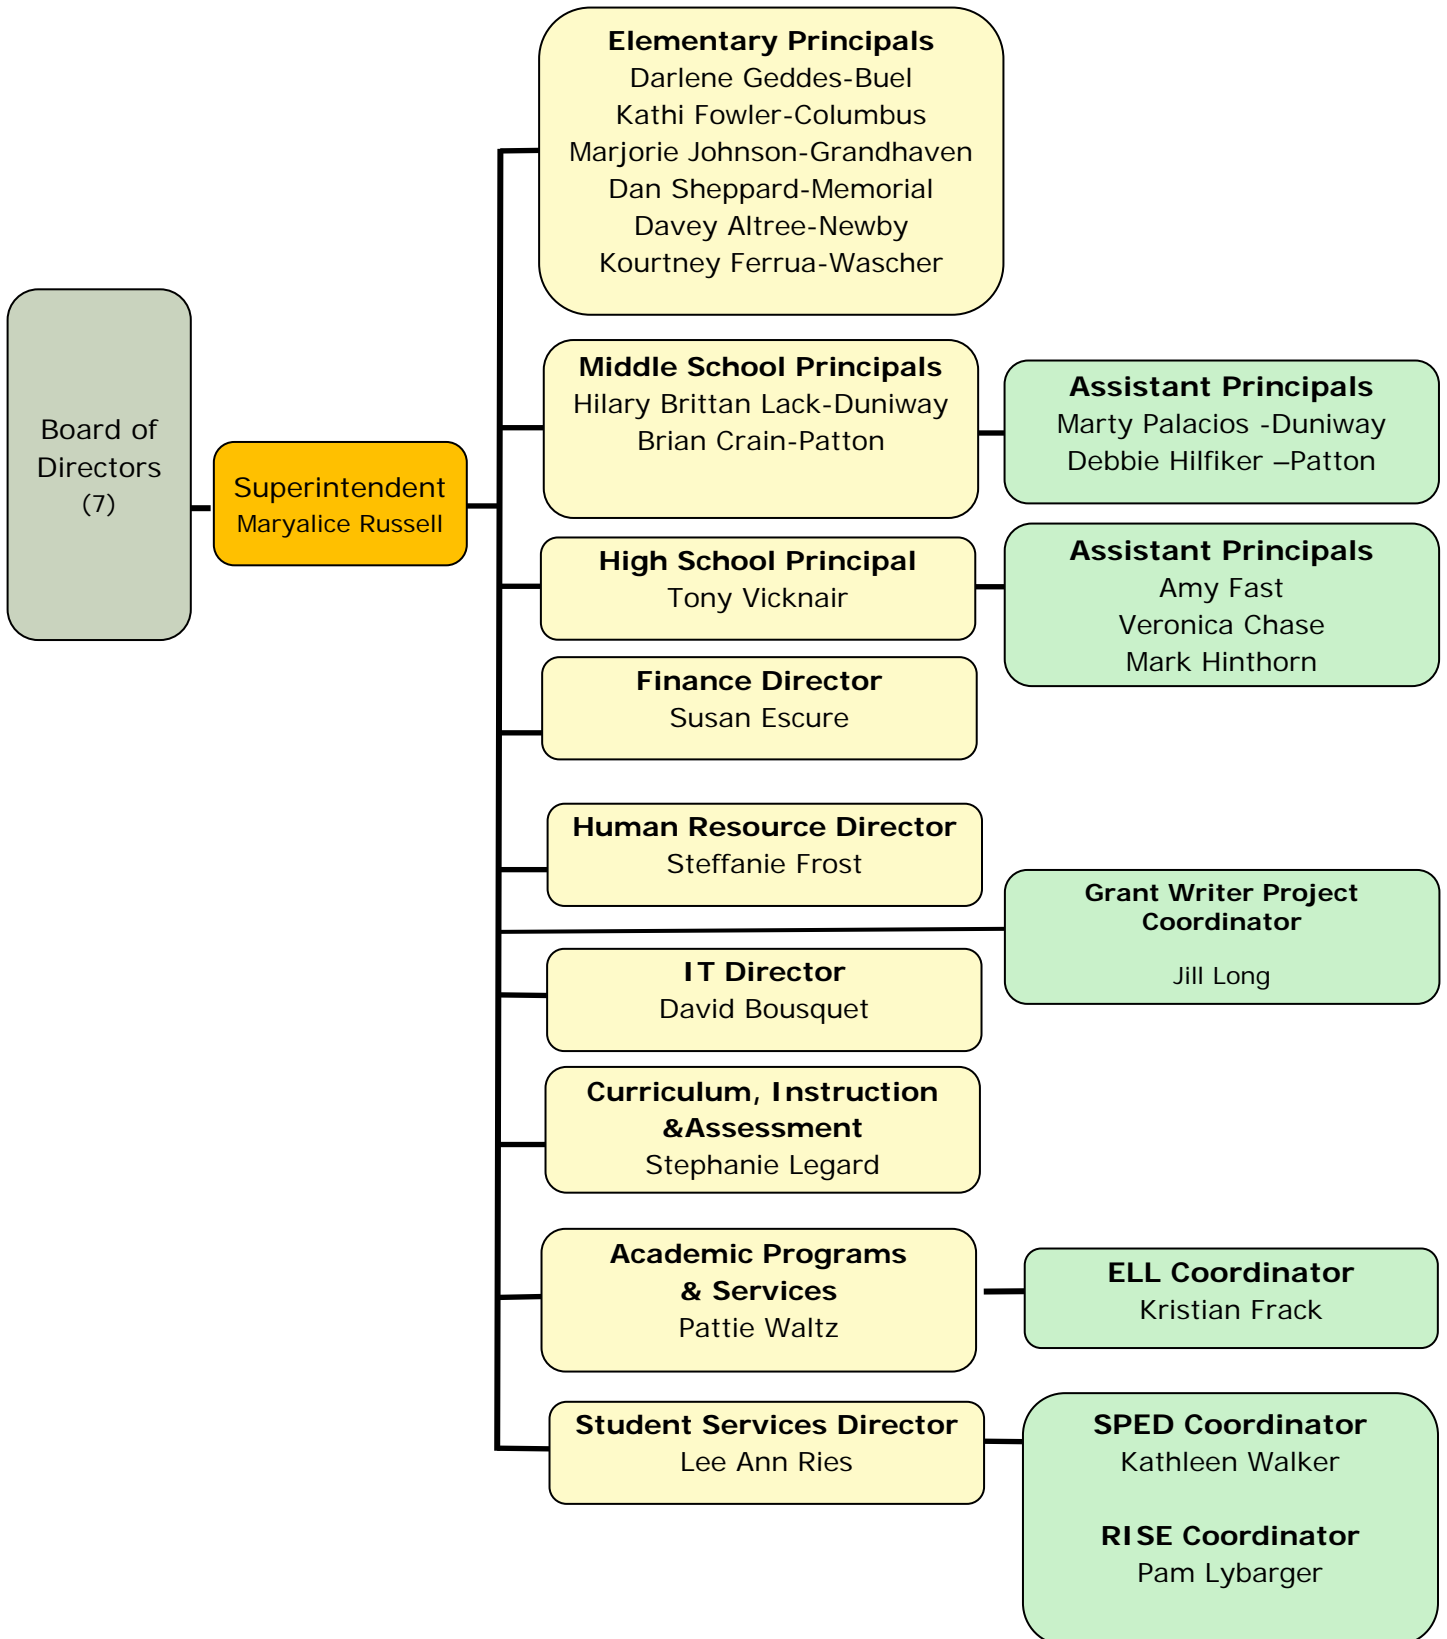 Board of
Directors
(7)
Superintendent
Maryalice Russell
Elementary Principals
Darlene Geddes-Buel
Kathi Fowler-Columbus
Marjorie Johnson-Grandhaven
Dan Sheppard-Memorial
Davey Altree-Newby
Kourtney Ferrua-Wascher
Middle School Principals
Hilary Brittan Lack-Duniway
Brian Crain-Patton
Assistant Principals
Marty Palacios -Duniway
Debbie Hilfiker –Patton
High School Principal
Tony Vicknair
Assistant Principals
Amy Fast
Veronica Chase
Mark Hinthorn
Finance Director
Susan Escure
Human Resource Director
Steffanie Frost
Grant Writer Project
Coordinator
Jill Long
IT Director
David Bousquet
Curriculum, Instruction
&Assessment
Stephanie Legard
Academic Programs
& Services
Pattie Waltz
ELL Coordinator
Kristian Frack
Student Services Director
Lee Ann Ries
SPED Coordinator
Kathleen Walker
RISE Coordinator
Pam Lybarger